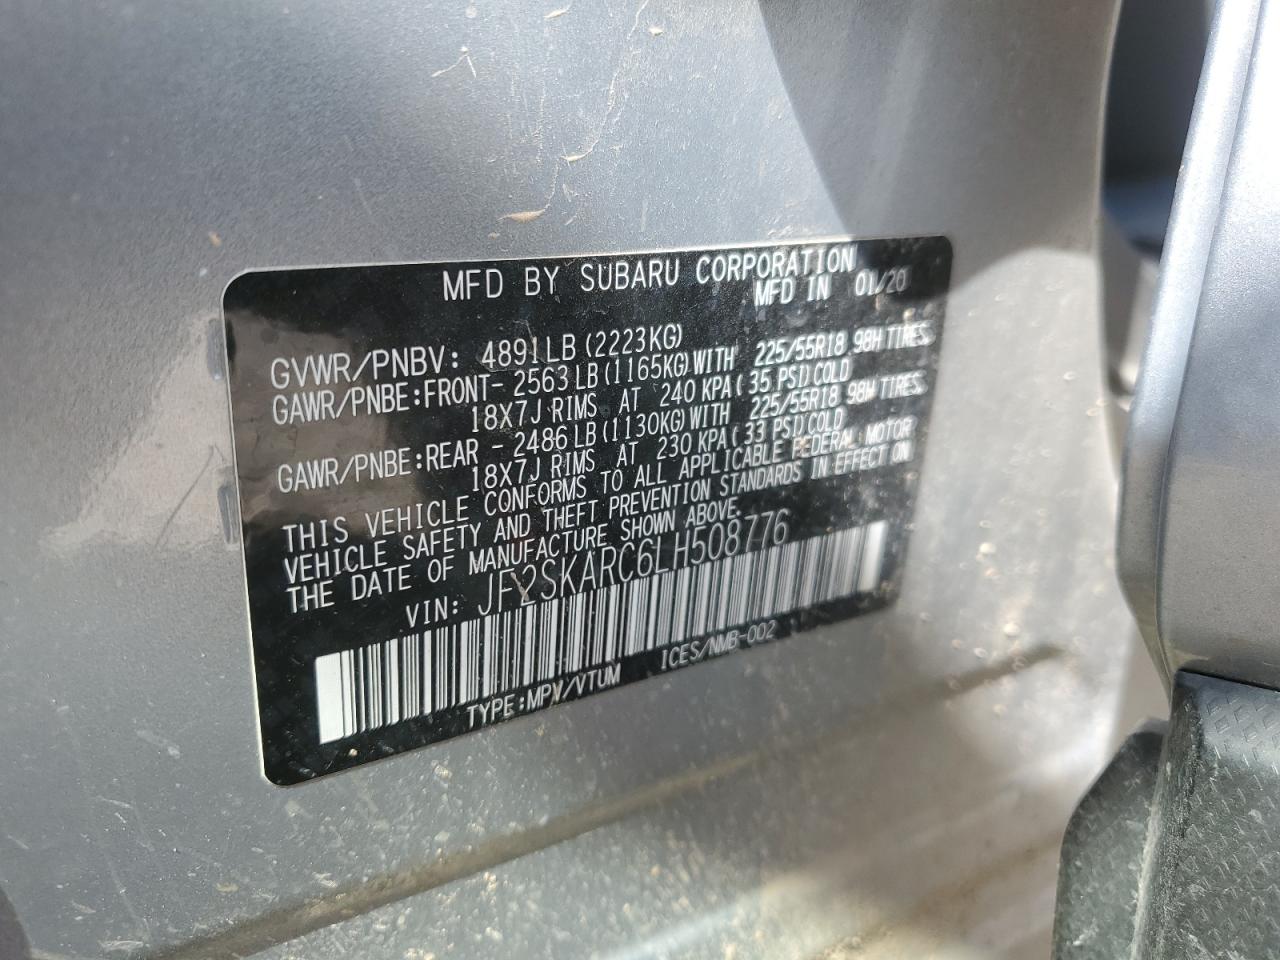 MFD BY SUBARU CORPORATION
MFD IN 01/20
GVWR/PNBV: 4891LB (2223KG)
GAWR/PNBE:FRONT- 2563LB (1165KG) WITH 225/55R18 98H TIRES
18X7J RIMS AT 240 KPA ( 35 PSI) COLD
GAWR/PNBE:REAR - 2486LB (1130KG) WITH 225/55R18 98H TIRES
18X7J RIMS AT 230 KPA ( 33 PSI) COLD
THIS VEHICLE CONFORMS TO ALL APPLICABLE FEDERAL MOTOR
VEHICLE SAFETY AND THEFT PREVENTION STANDARDS IN EFFECT ON
THE DATE OF MANUFACTURE SHOWN ABOVE.
VIN: JF2SKARC6LH508776
TYPE:MPV/VTUM ICES/NMB-002